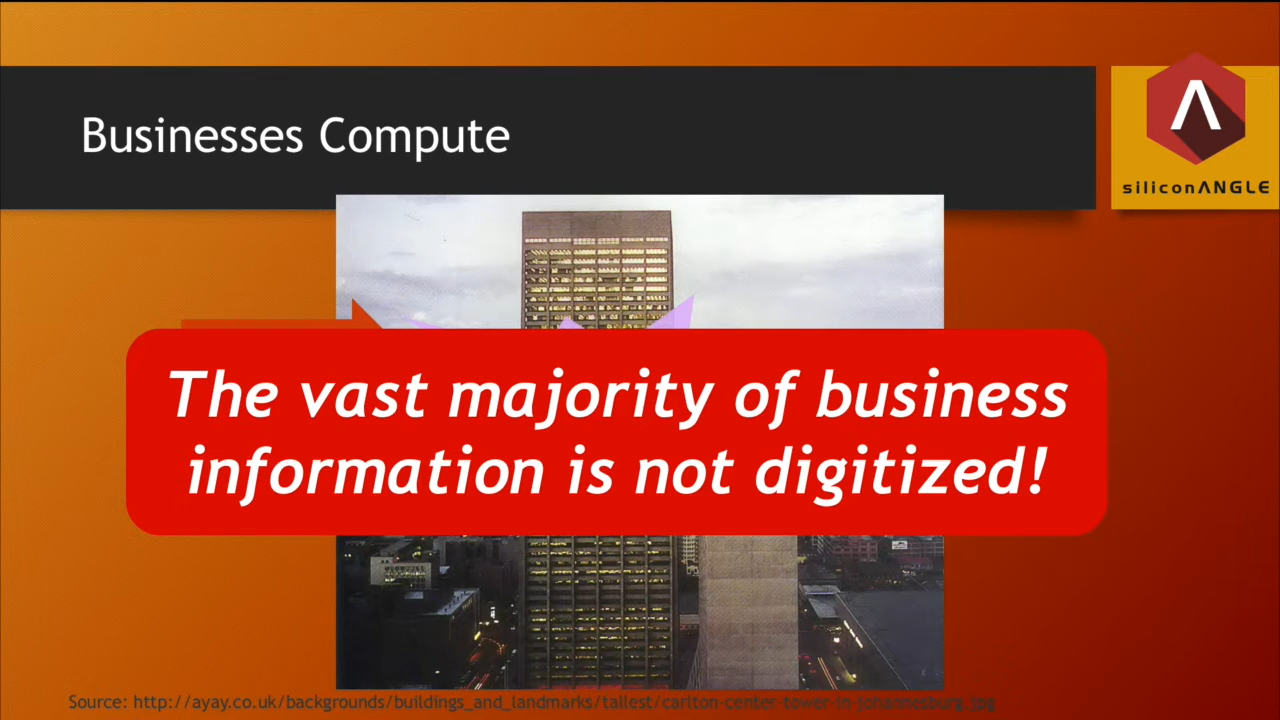 Businesses Compute
siliconΛNGLE
The vast majority of business
information is not digitized!
Source: http://ayay.co.uk/backgrounds/buildings_and_landmarks/tallest/carlton-center-tower-in-johannesburg.jpg